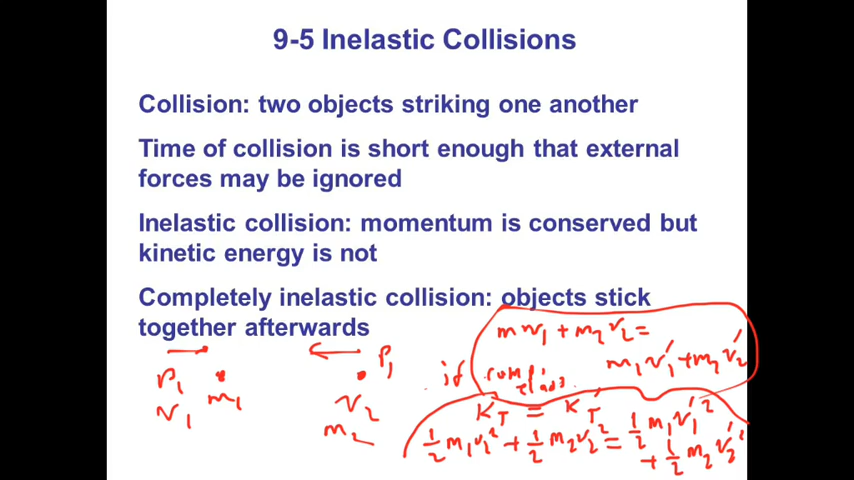 9-5 Inelastic Collisions
Collision: two objects striking one another
Time of collision is short enough that external
forces may be ignored
Inelastic collision: momentum is conserved but
kinetic energy is not
Completely inelastic collision: objects stick
together afterwards
m v₁ + m₂ v₂ =
m₁ v₁' + m₂ v₂'
P₁
P₁
v₁
m₁
v₂
m₂
if
K_T = K_T'
½ m₁ v₁² + ½ m₂ v₂² = ½ m₁ v₁'²
+ ½ m₂ v₂'²